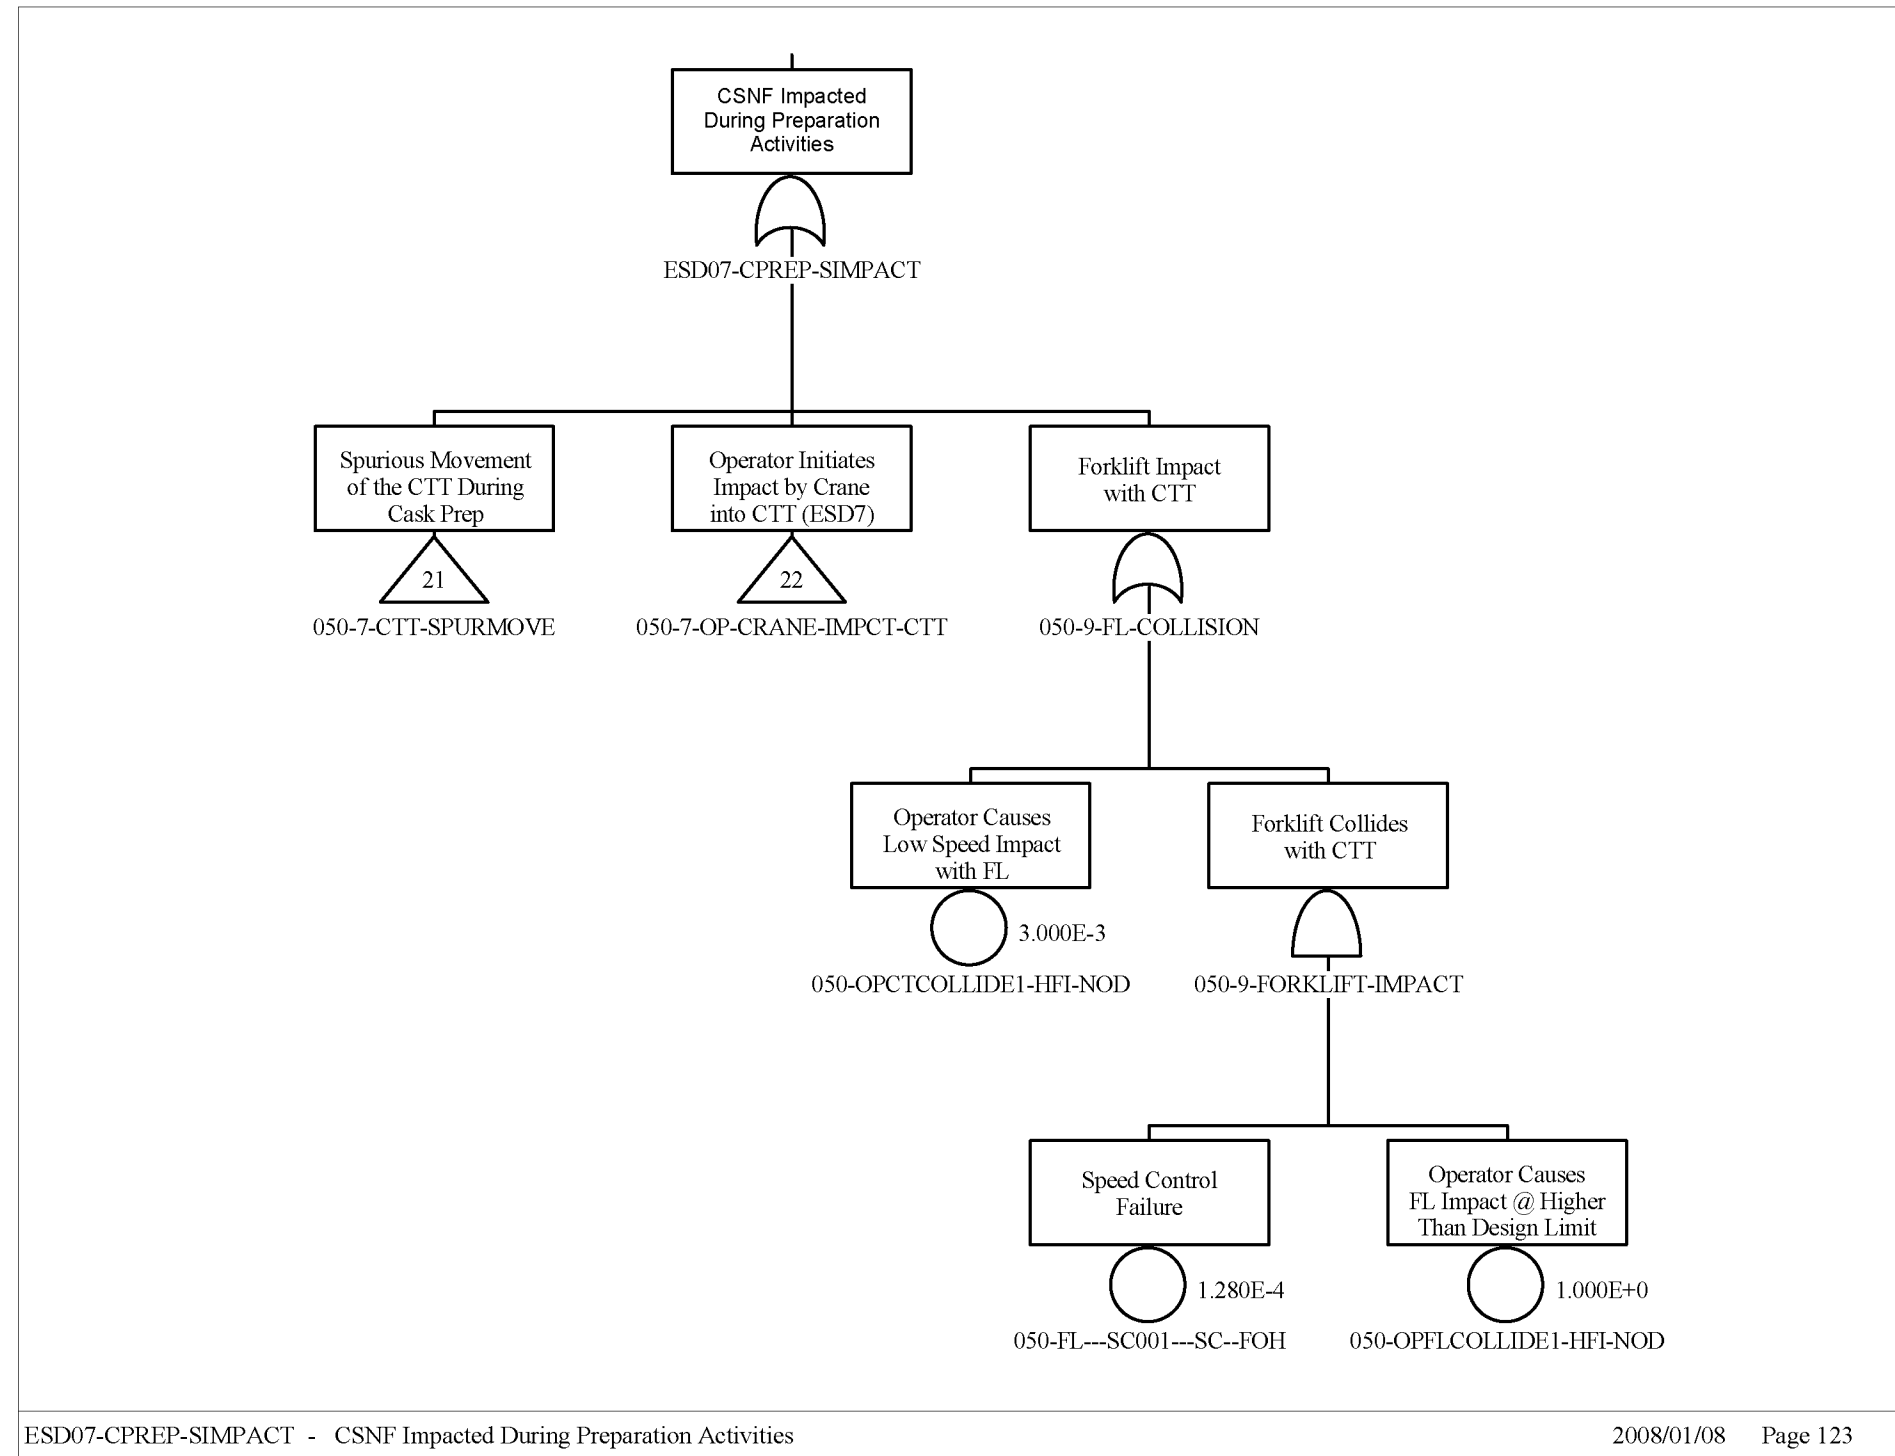 CSNF Impacted
During Preparation
Activities
ESD07-CPREP-SIMPACT
Spurious Movement
of the CTT During
Cask Prep
21
050-7-CTT-SPURMOVE
Operator Initiates
Impact by Crane
into CTT (ESD7)
22
050-7-OP-CRANE-IMPCT-CTT
Forklift Impact
with CTT
050-9-FL-COLLISION
Operator Causes
Low Speed Impact
with FL
3.000E-3
050-OPCTCOLLIDE1-HFI-NOD
Forklift Collides
with CTT
050-9-FORKLIFT-IMPACT
Speed Control
Failure
1.280E-4
050-FL---SC001---SC--FOH
Operator Causes
FL Impact @ Higher
Than Design Limit
1.000E+0
050-OPFLCOLLIDE1-HFI-NOD
ESD07-CPREP-SIMPACT - CSNF Impacted During Preparation Activities
2008/01/08 Page 123